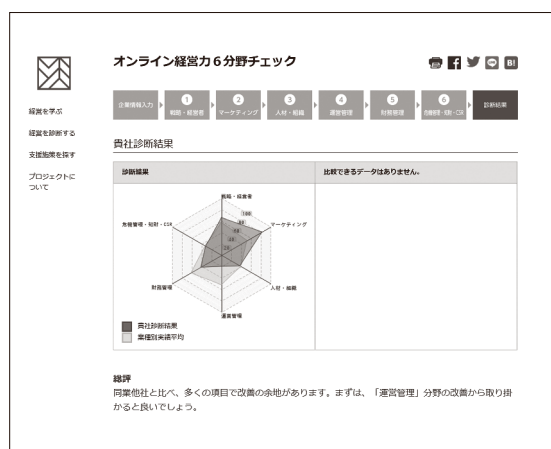 オンライン経営力6分野チェック
B!
経営を学ぶ
経営を診断する
支援施策を探す
プロジェクトに
ついて
企業情報入力
1
戦略・経営者
2
マーケティング
3
人材・組織
4
運営管理
5
財務管理
6
危機管理・知財・CSR
診断結果
貴社診断結果
診断結果
比較できるデータはありません。
戦略・経営者
100
80
60
40
20
危機管理・知財・CSR
マーケティング
財務管理
人材・組織
運営管理
貴社診断結果
業種別実績平均
総評
同業他社と比べ、多くの項目で改善の余地があります。まずは、「運営管理」分野の改善から取り掛
かると良いでしょう。